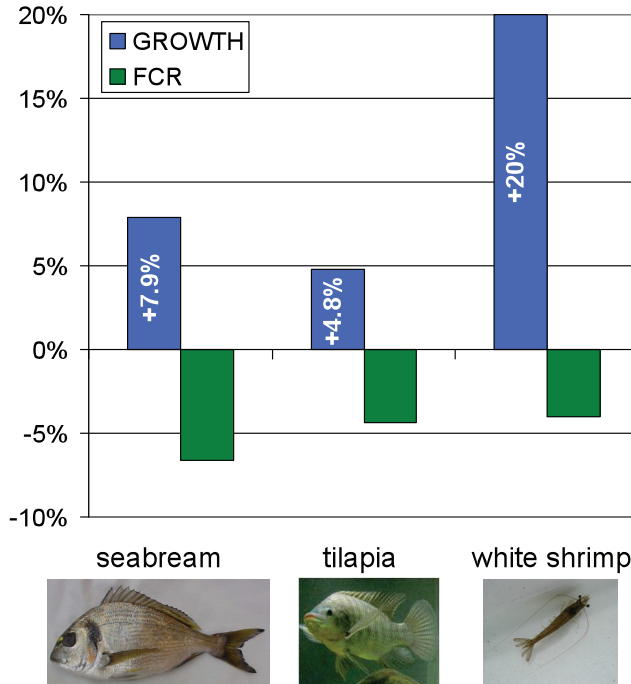 20%
GROWTH
FCR
15%
10%
5%
0%
-5%
-10%
+7.9%
+4.8%
+20%
seabream
tilapia
white shrimp